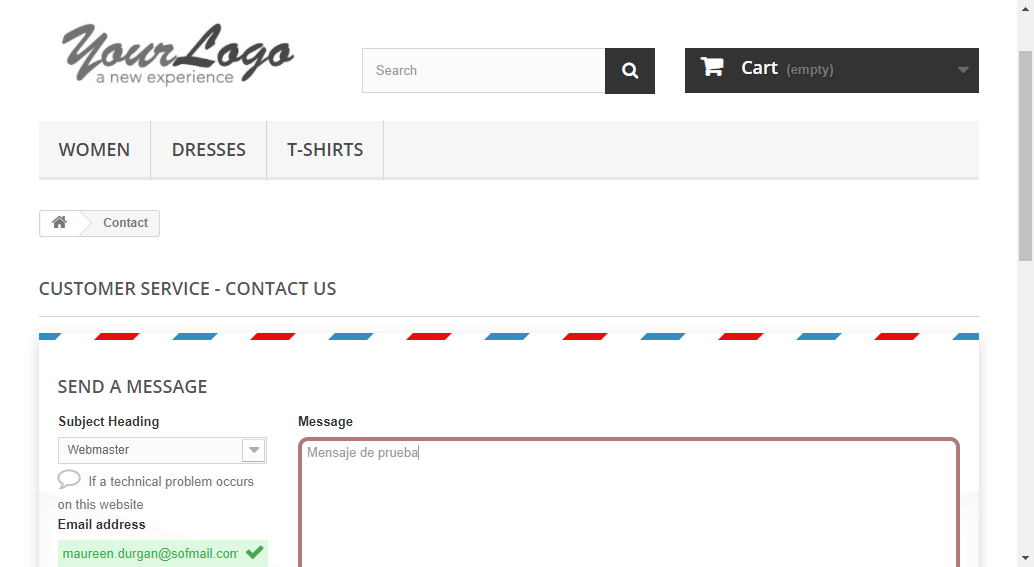 YourLogo
a new experience
Search
Cart (empty)
WOMEN DRESSES T-SHIRTS
Contact
CUSTOMER SERVICE - CONTACT US
SEND A MESSAGE
Subject Heading
Webmaster
If a technical problem occurs
on this website
Email address
maureen.durgan@sofmail.com
Message
Mensaje de prueba